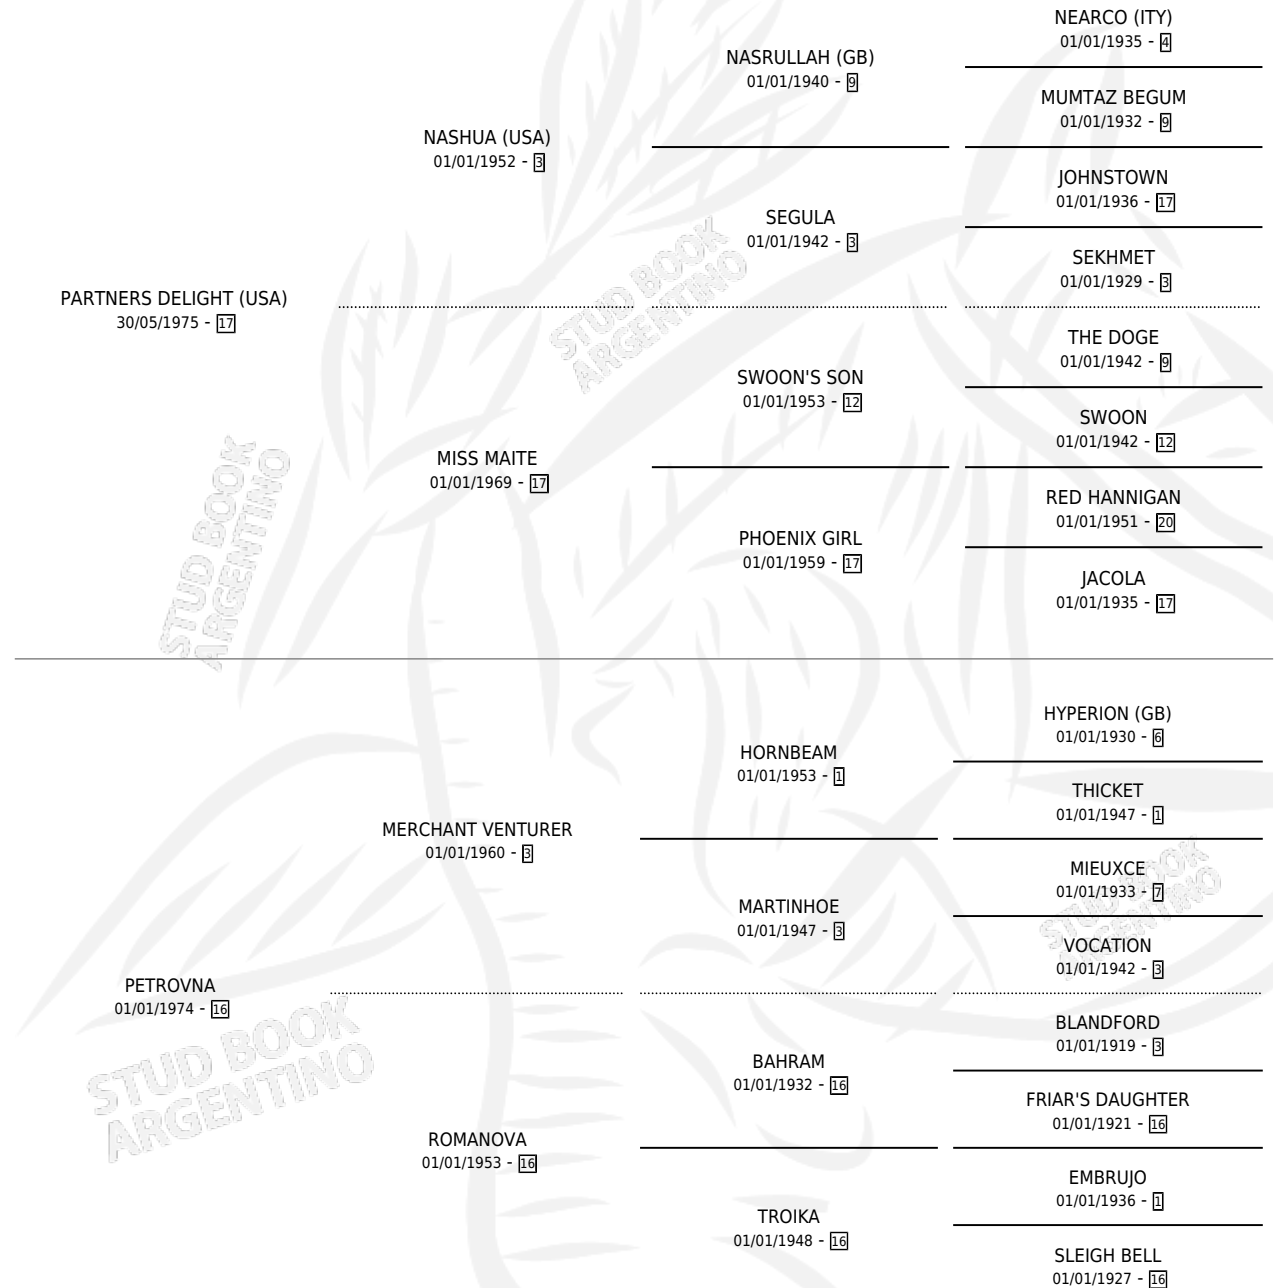 NEARCO (ITY)
01/01/1935 - 4
NASRULLAH (GB)
01/01/1940 - 9
MUMTAZ BEGUM
01/01/1932 - 9
NASHUA (USA)
01/01/1952 - 3
JOHNSTOWN
01/01/1936 - 17
SEGULA
01/01/1942 - 3
SEKHMET
01/01/1929 - 3
PARTNERS DELIGHT (USA)
30/05/1975 - 17
THE DOGE
01/01/1942 - 9
SWOON'S SON
01/01/1953 - 12
SWOON
01/01/1942 - 12
MISS MAITE
01/01/1969 - 17
RED HANNIGAN
01/01/1951 - 20
PHOENIX GIRL
01/01/1959 - 17
JACOLA
01/01/1935 - 17
HYPERION (GB)
01/01/1930 - 6
HORNBEAM
01/01/1953 - 1
THICKET
01/01/1947 - 1
MERCHANT VENTURER
01/01/1960 - 3
MIEUXCE
01/01/1933 - 7
MARTINHOE
01/01/1947 - 3
VOCATION
01/01/1942 - 3
PETROVNA
01/01/1974 - 16
BLANDFORD
01/01/1919 - 3
BAHRAM
01/01/1932 - 16
FRIAR'S DAUGHTER
01/01/1921 - 16
ROMANOVA
01/01/1953 - 16
EMBRUJO
01/01/1936 - 1
TROIKA
01/01/1948 - 16
SLEIGH BELL
01/01/1927 - 16
STUD BOOK
ARGENTINO
STUD BOOK
ARGENTINO
STUD BOOK
ARGENTINO
STUD BOOK
ARGENTINO